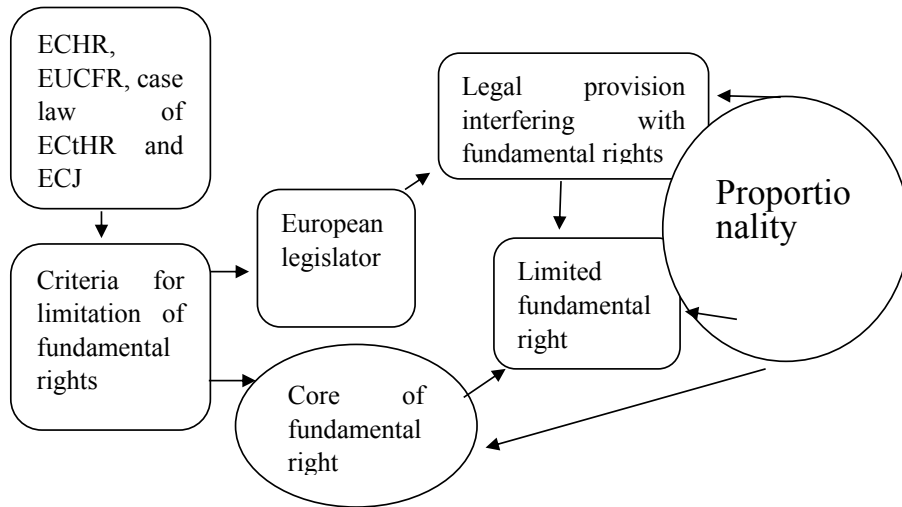 ECHR,
EUCFR, case
law of
ECtHR and
ECJ
Criteria for
limitation of
fundamental
rights
European
legislator
Core of
fundamental
right
Legal provision
interfering with
fundamental rights
Limited
fundamental
right
Proportio
nality